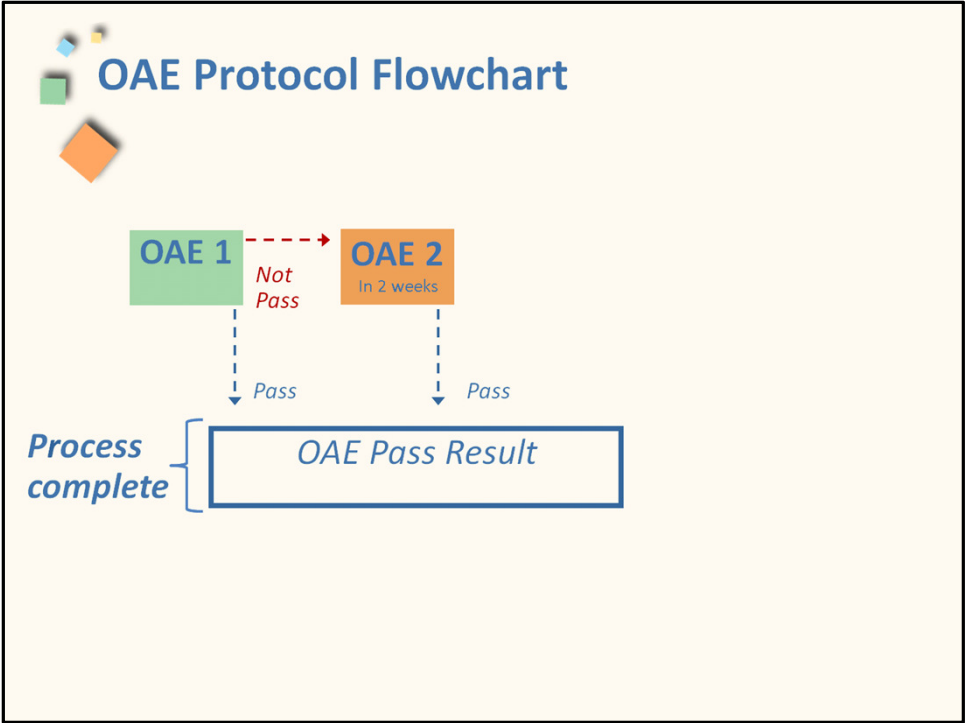 OAE Protocol Flowchart
OAE 1
Not
Pass
OAE 2
In 2 weeks
Pass
Pass
Process
complete
OAE Pass Result